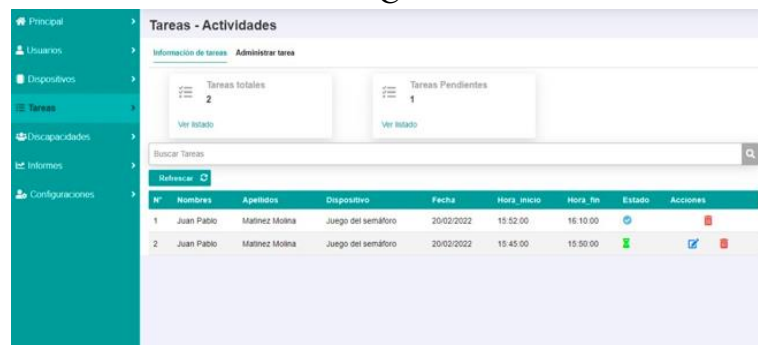 Principal
Tareas - Actividades
Usuarios
Información de tareas Administrar tarea
Dispositivos
Tareas totales
2
Tareas Pendientes
1
Tareas
Ver listado
Ver listado
Discapacidades
Buscar Tareas
Informes
Refrescar
Configuraciones
N° Nombres Apellidos Dispositivo Fecha Hora_inicio Hora_fin Estado Acciones
1 Juan Pablo Matinez Molina Juego del semáforo 20/02/2022 15:52:00 16:10:00
2 Juan Pablo Matinez Molina Juego del semáforo 20/02/2022 15:45:00 15:50:00